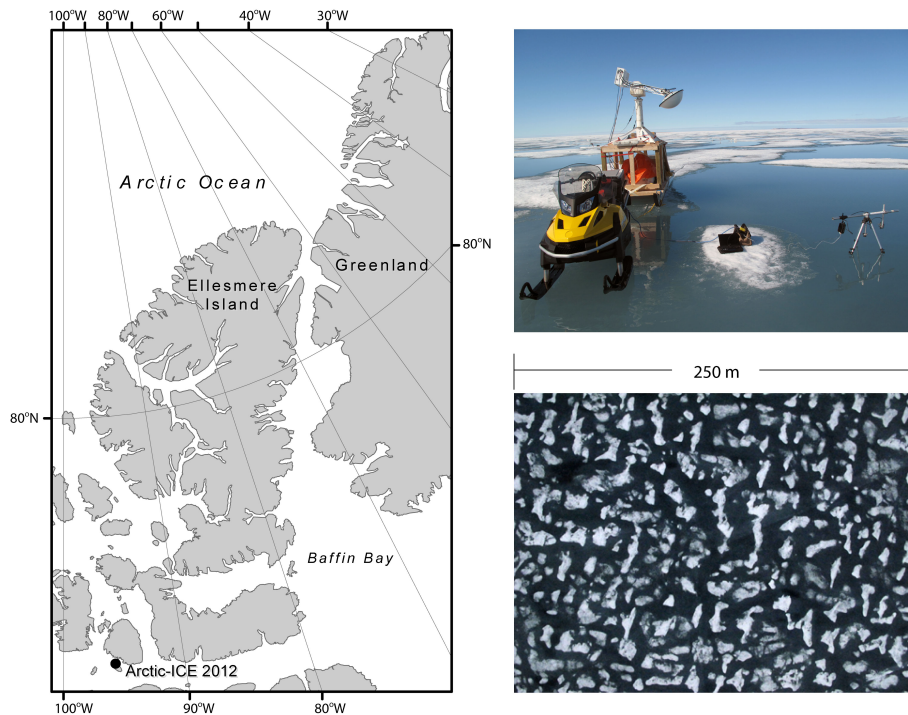 100°W 80°W 60°W 40°W 30°W
Arctic Ocean
80°N
Greenland
Ellesmere
Island
250 m
80°N
Baffin Bay
Arctic-ICE 2012
100°W 90°W 80°W